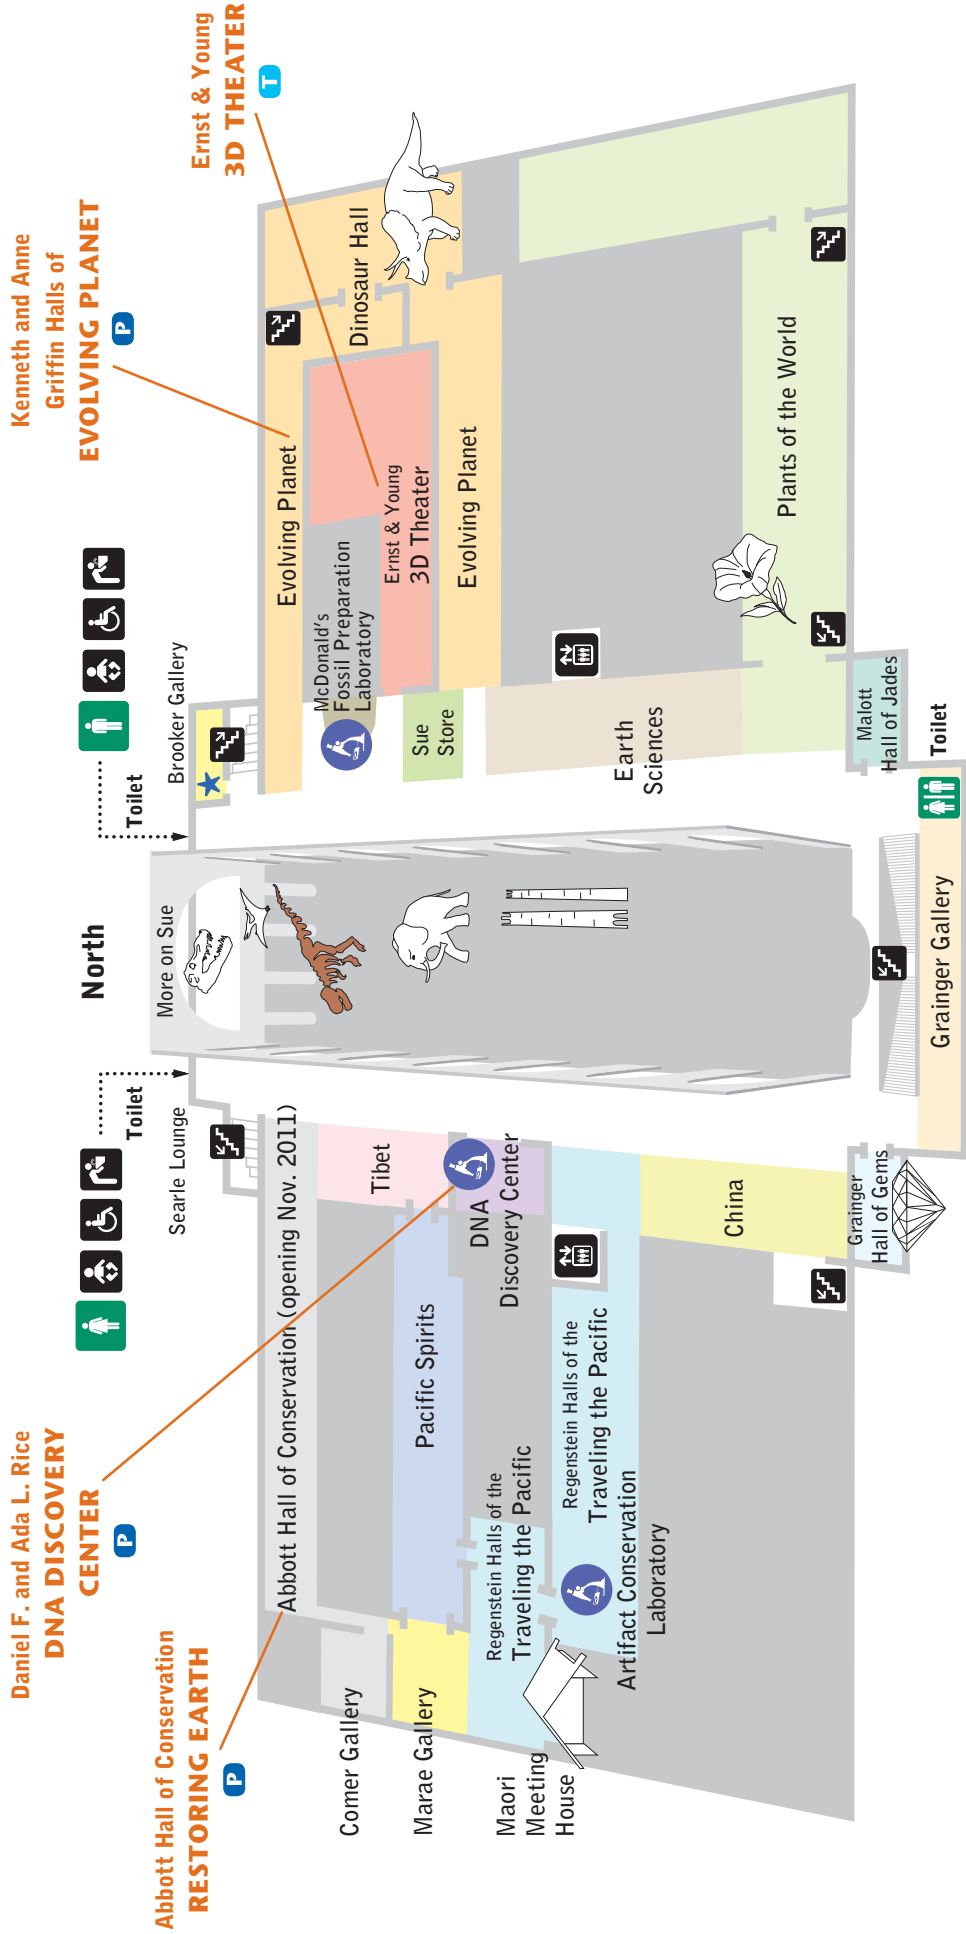 Daniel F. and Ada L. Rice
DNA DISCOVERY
CENTER
P
Abbott Hall of Conservation
RESTORING EARTH
P
Kenneth and Anne
Griffin Halls of
EVOLVING PLANET
P
Ernst & Young
3D THEATER
T
North
Toilet
Toilet
Searle Lounge
More on Sue
Brooker Gallery
Abbott Hall of Conservation (opening Nov. 2011)
Comer Gallery
Marae Gallery
Maori
Meeting
House
Tibet
Pacific Spirits
DNA
Discovery Center
Regenstein Halls of the
Traveling the Pacific
Regenstein Halls of the
Traveling the Pacific
Artifact Conservation
Laboratory
China
Grainger
Hall of Gems
Grainger Gallery
Toilet
Malott
Hall of Jades
Evolving Planet
McDonald's
Fossil Preparation
Laboratory
Ernst & Young
3D Theater
Dinosaur Hall
Sue
Store
Evolving Planet
Earth
Sciences
Plants of the World